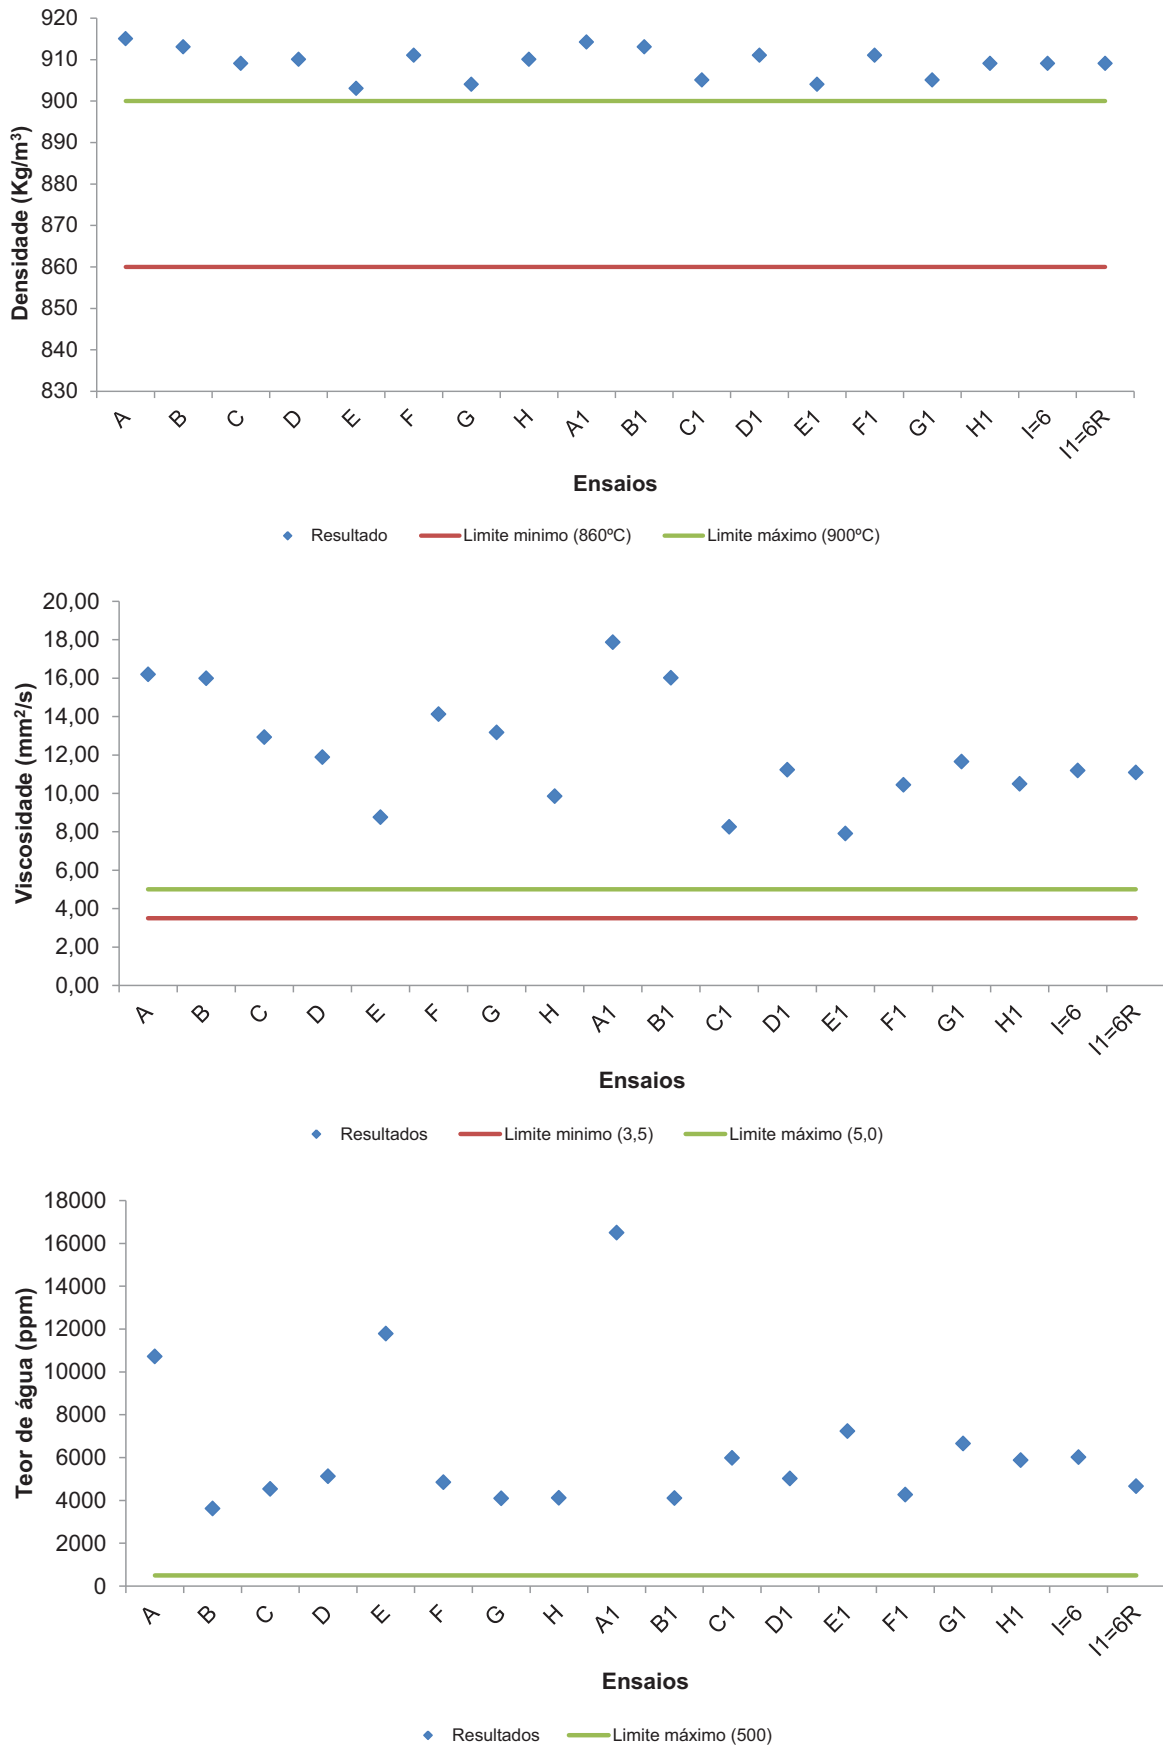 920
910
900
890
880
870
860
850
840
830
Densidade (Kg/m³)
A B C D E F G H A1 B1 C1 D1 E1 F1 G1 H1 I=6 I1=6R
Ensaios
Resultado Limite minimo (860ºC) Limite máximo (900ºC)
20,00
18,00
16,00
14,00
12,00
10,00
8,00
6,00
4,00
2,00
0,00
Viscosidade (mm²/s)
A B C D E F G H A1 B1 C1 D1 E1 F1 G1 H1 I=6 I1=6R
Ensaios
Resultados Limite minimo (3,5) Limite máximo (5,0)
18000
16000
14000
12000
10000
8000
6000
4000
2000
0
Teor de água (ppm)
A B C D E F G H A1 B1 C1 D1 E1 F1 G1 H1 I=6 I1=6R
Ensaios
Resultados Limite máximo (500)